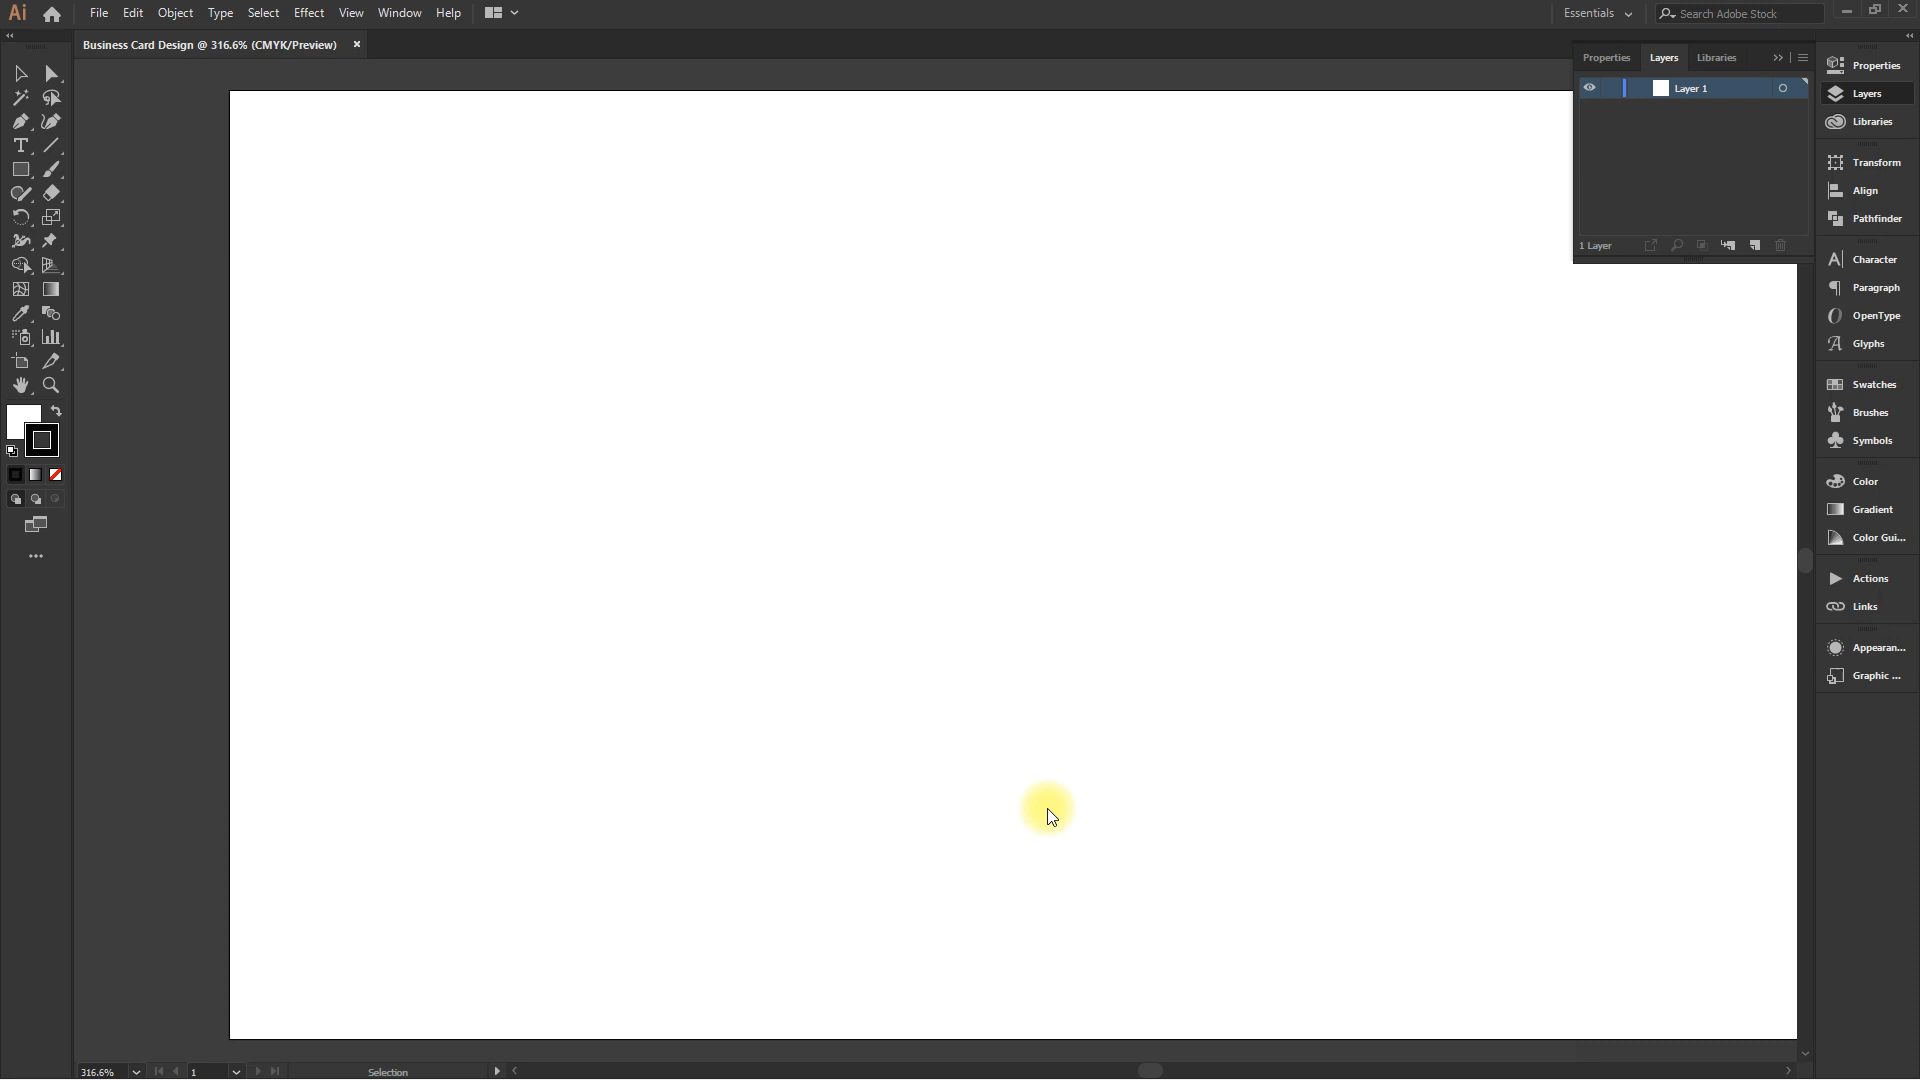 Ai File Edit Object Type Select Effect View Window Help Essentials Search Adobe Stock
Business Card Design @ 316.6% (CMYK/Preview)
Properties Layers Libraries
Layer 1
1 Layer
Properties
Layers
Libraries
Transform
Align
Pathfinder
Character
Paragraph
OpenType
Glyphs
Swatches
Brushes
Symbols
Color
Gradient
Color Gui...
Actions
Links
Appearan...
Graphic ...
316.6% 1 Selection